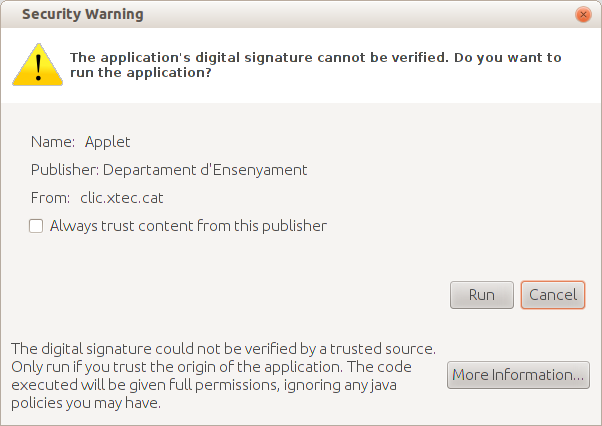 Security Warning
The application's digital signature cannot be verified. Do you want to
run the application?
Name: Applet
Publisher: Departament d'Ensenyament
From: clic.xtec.cat
Always trust content from this publisher
Run Cancel
The digital signature could not be verified by a trusted source.
Only run if you trust the origin of the application. The code
executed will be given full permissions, ignoring any java
policies you may have.
More Information...